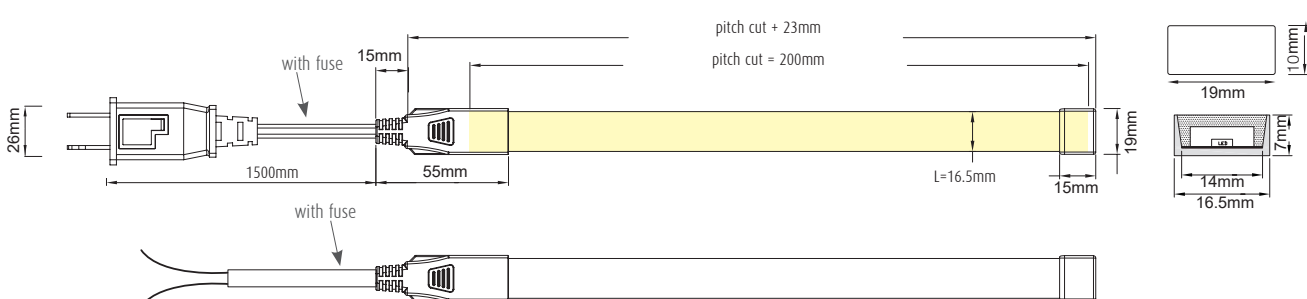 pitch cut + 23mm
pitch cut = 200mm
15mm
with fuse
26mm
1500mm
55mm
L=16.5mm
15mm
19mm
10mm
19mm
7mm
14mm
16.5mm
with fuse